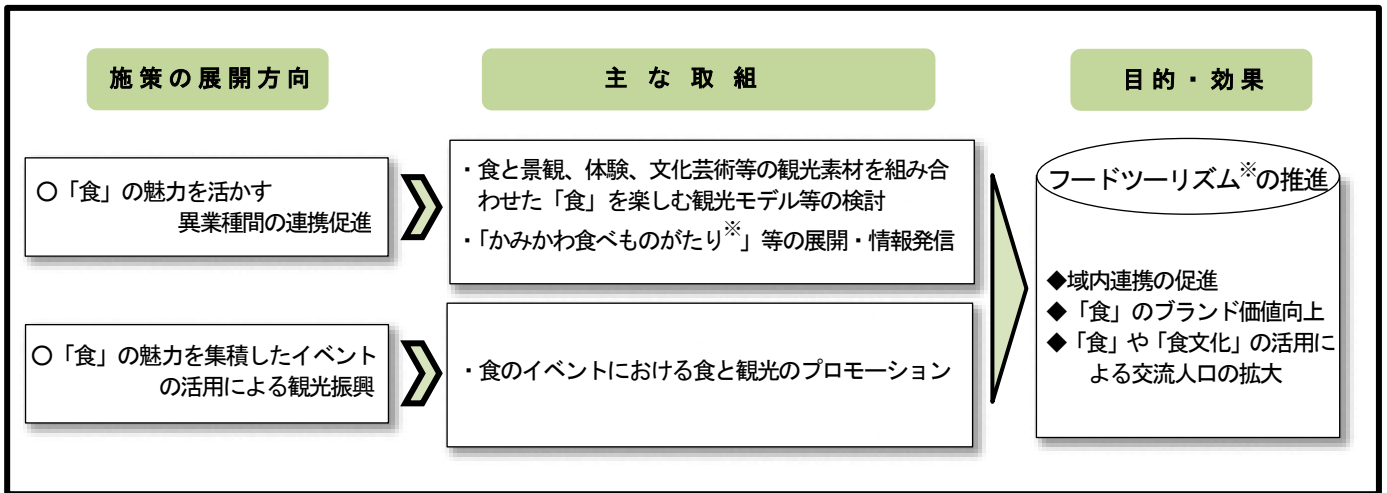 施策の展開方向
主な取組
目的・効果
〇「食」の魅力を活かす
異業種間の連携促進
・食と景観、体験、文化芸術等の観光素材を組み合
わせた「食」を楽しむ観光モデル等の検討
・「かみかわ食べものがたり※」等の展開・情報発信
〇「食」の魅力を集積したイベント
の活用による観光振興
・食のイベントにおける食と観光のプロモーション
フードツーリズム※の推進
◆域内連携の促進
◆「食」のブランド価値向上
◆「食」や「食文化」の活用に
よる交流人口の拡大